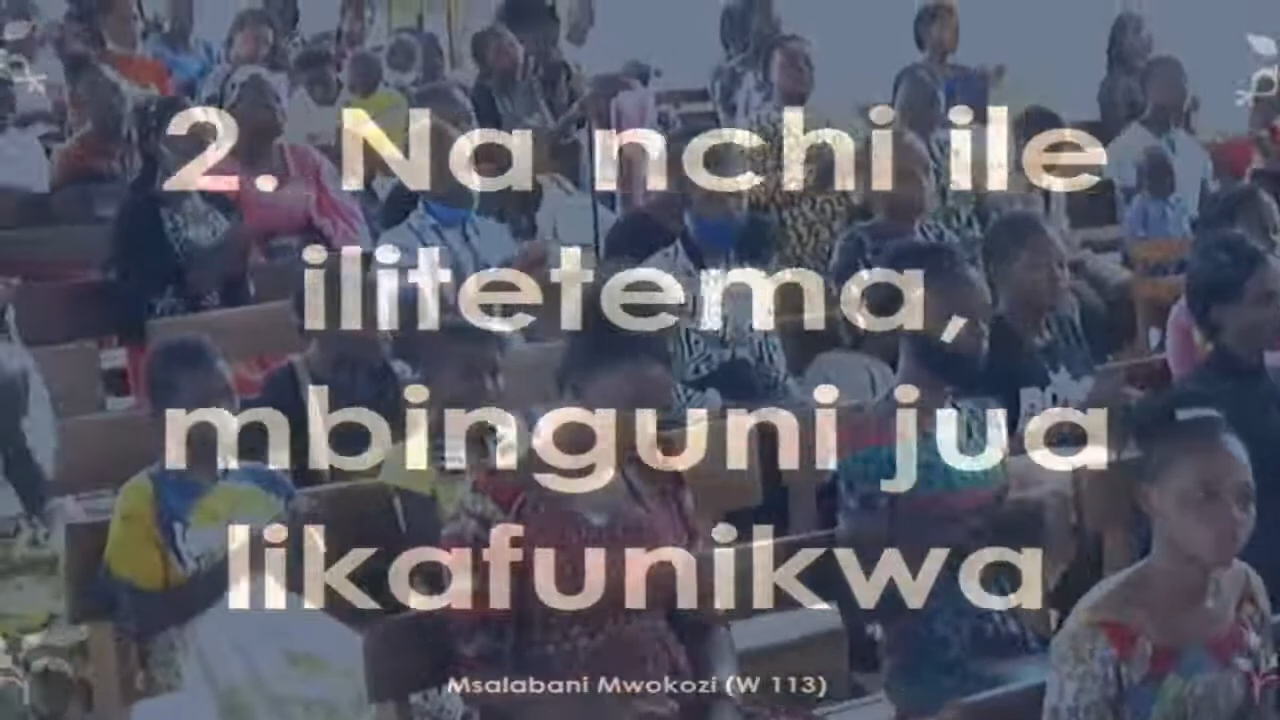 2. Na nchi ile
ilitetema,
mbinguni jua
likafunikwa
Msalabani Mwokozi (W 113)